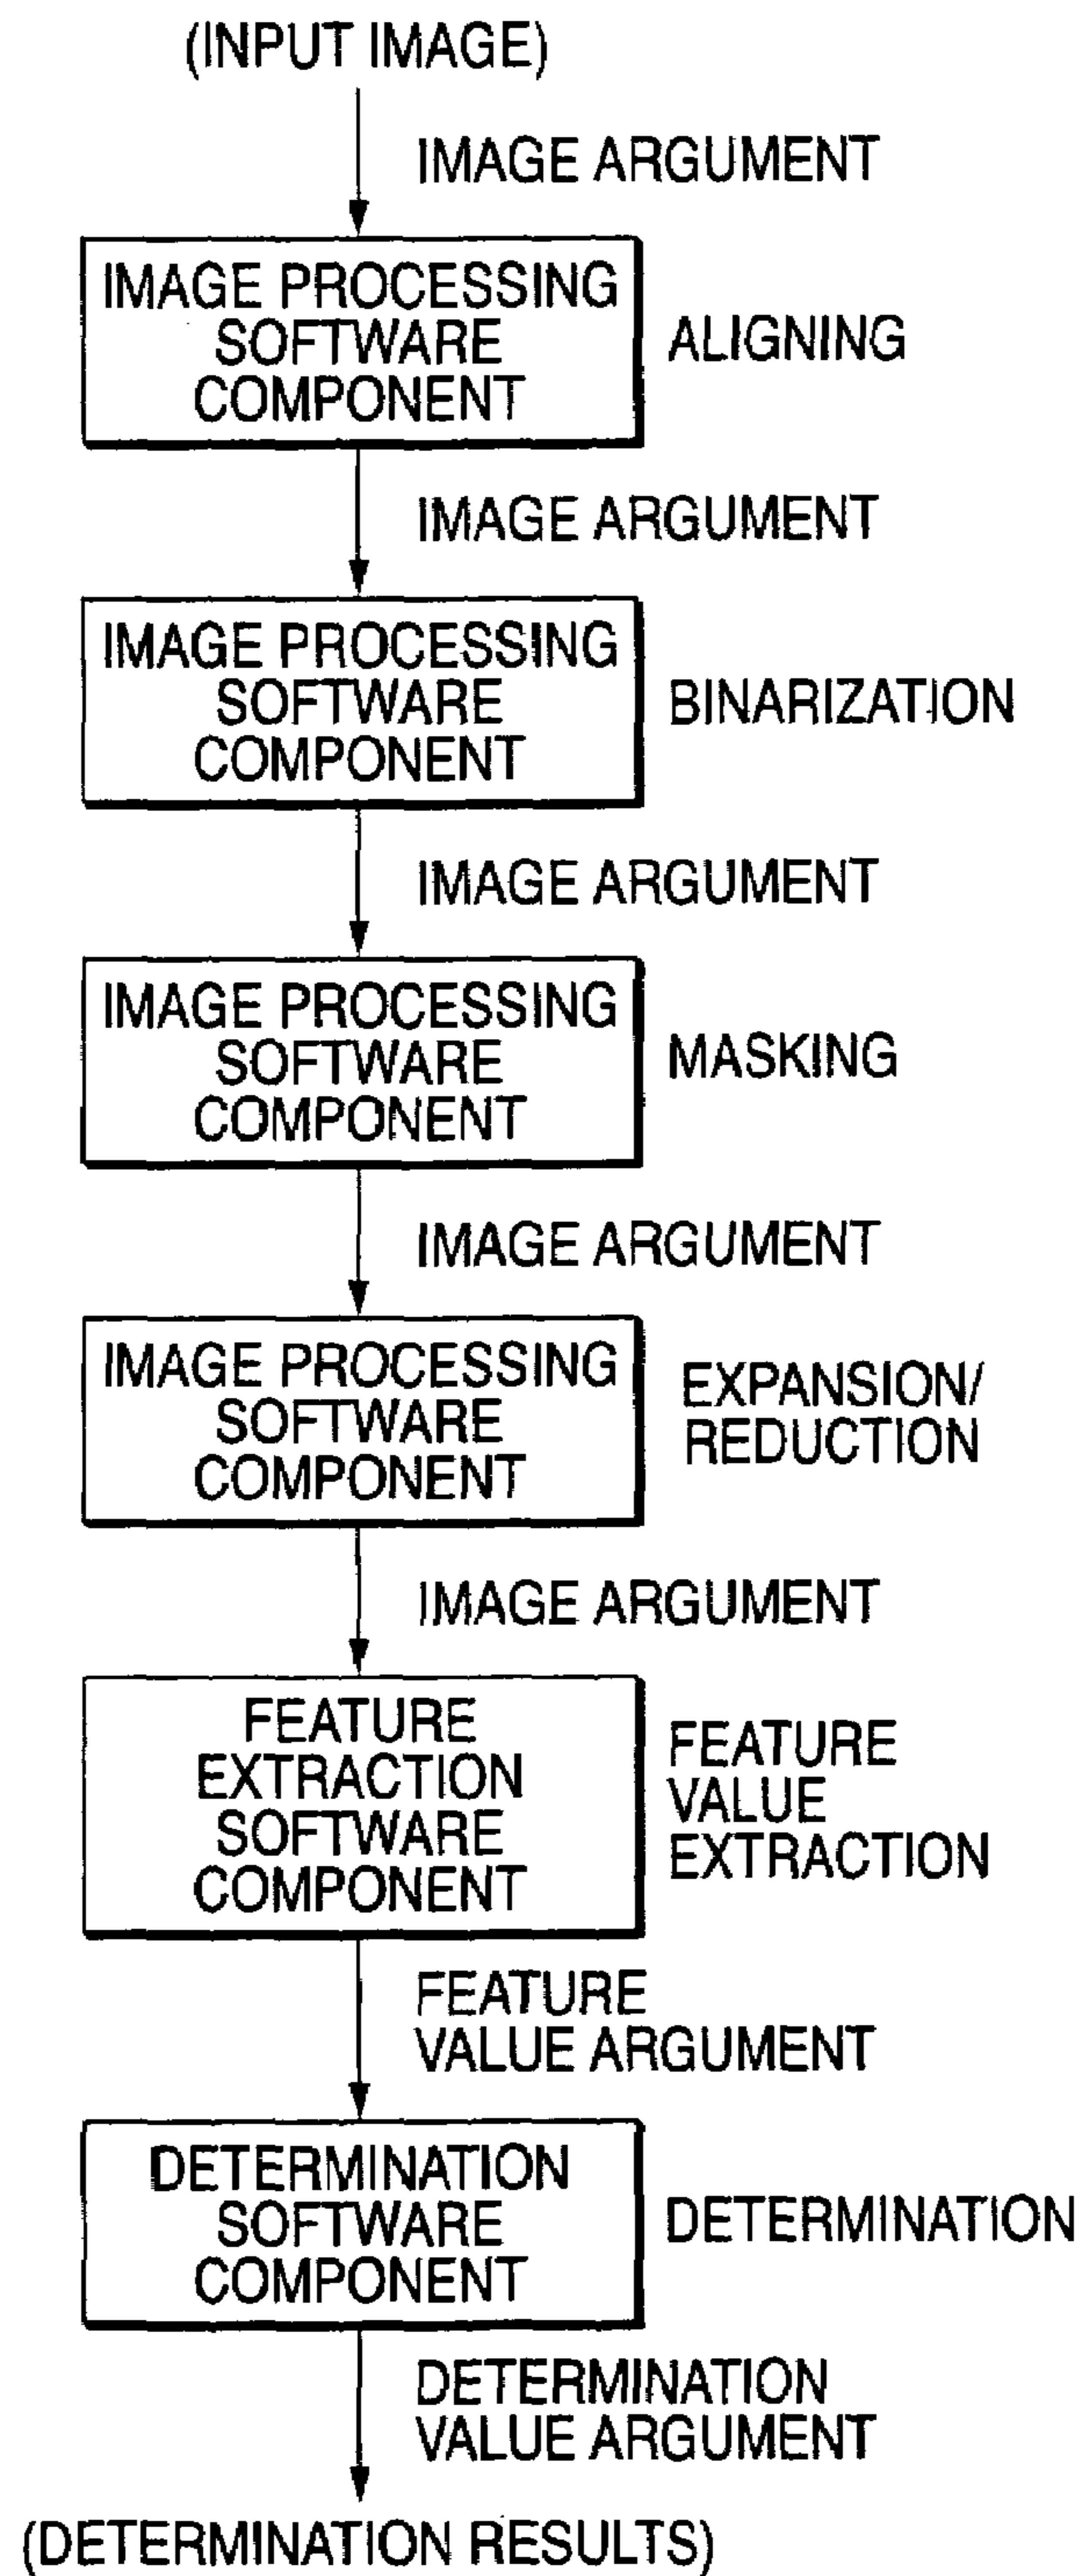 (INPUT IMAGE)
IMAGE ARGUMENT
IMAGE PROCESSING
SOFTWARE
COMPONENT
ALIGNING
IMAGE ARGUMENT
IMAGE PROCESSING
SOFTWARE
COMPONENT
BINARIZATION
IMAGE ARGUMENT
IMAGE PROCESSING
SOFTWARE
COMPONENT
MASKING
IMAGE ARGUMENT
IMAGE PROCESSING
SOFTWARE
COMPONENT
EXPANSION/
REDUCTION
IMAGE ARGUMENT
FEATURE
EXTRACTION
SOFTWARE
COMPONENT
FEATURE
VALUE
EXTRACTION
FEATURE
VALUE ARGUMENT
DETERMINATION
SOFTWARE
COMPONENT
DETERMINATION
DETERMINATION
VALUE ARGUMENT
(DETERMINATION RESULTS)